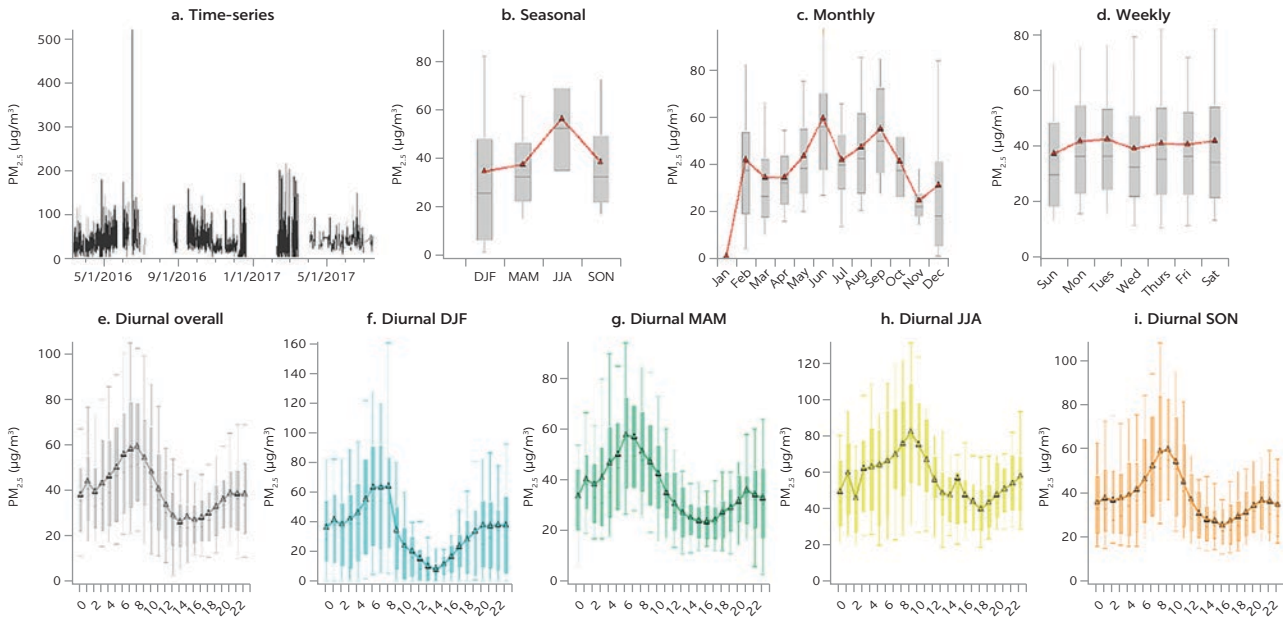 a. Time-series
b. Seasonal
c. Monthly
d. Weekly
PM2.5 (µg/m³)
500
400
300
200
100
0
5/1/2016 9/1/2016 1/1/2017 5/1/2017
PM2.5 (µg/m³)
80
60
40
20
0
DJF MAM JJA SON
PM2.5 (µg/m³)
80
60
40
20
0
Jan Feb Mar Apr May Jun Jul Aug Sep Oct Nov Dec
PM2.5 (µg/m³)
80
60
40
20
0
Sun Mon Tues Wed Thurs Fri Sat
e. Diurnal overall
f. Diurnal DJF
g. Diurnal MAM
h. Diurnal JJA
i. Diurnal SON
PM2.5 (µg/m³)
100
80
60
40
20
0
0 2 4 6 8 10 12 14 16 18 20 22
PM2.5 (µg/m³)
160
140
120
100
80
60
40
20
0
0 2 4 6 8 10 12 14 16 18 20 22
PM2.5 (µg/m³)
80
60
40
20
0
0 2 4 6 8 10 12 14 16 18 20 22
PM2.5 (µg/m³)
120
100
80
60
40
20
0
0 2 4 6 8 10 12 14 16 18 20 22
PM2.5 (µg/m³)
100
80
60
40
20
0
0 2 4 6 8 10 12 14 16 18 20 22